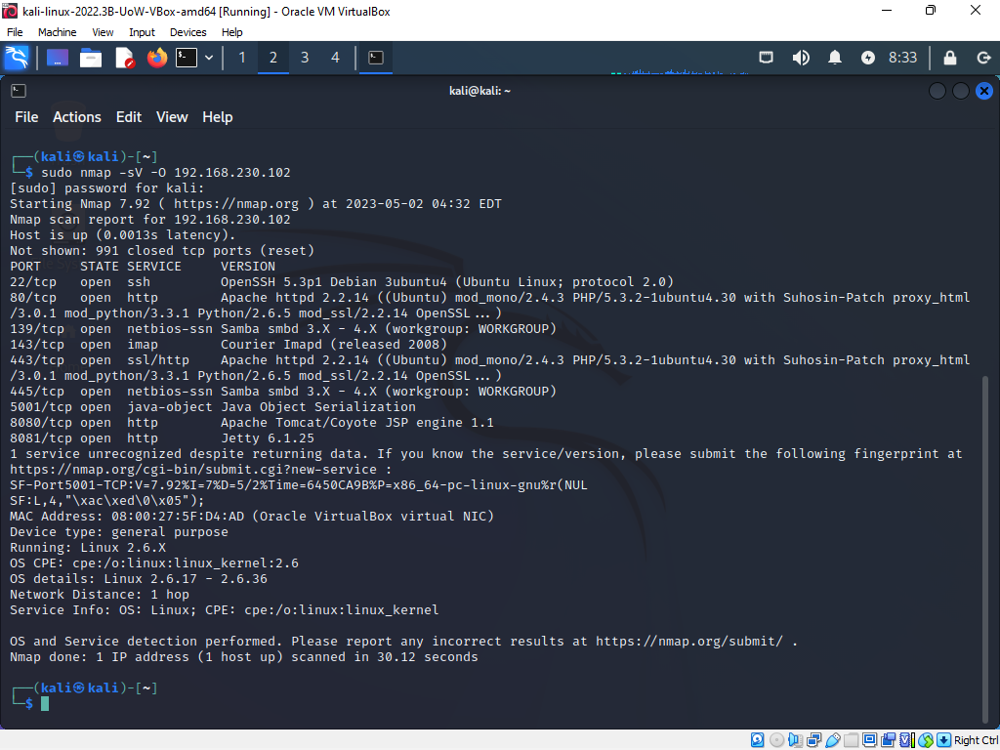 kali-linux-2022.3B-UoW-VBox-amd64 [Running] - Oracle VM VirtualBox
File Machine View Input Devices Help
1 2 3 4 8:33
kali@kali: ~
File Actions Edit View Help
┌──(kali㉿kali)-[~]
└─$ sudo nmap -sV -O 192.168.230.102
[sudo] password for kali:
Starting Nmap 7.92 ( https://nmap.org ) at 2023-05-02 04:32 EDT
Nmap scan report for 192.168.230.102
Host is up (0.0013s latency).
Not shown: 991 closed tcp ports (reset)
PORT     STATE SERVICE     VERSION
22/tcp   open  ssh         OpenSSH 5.3p1 Debian 3ubuntu4 (Ubuntu Linux; protocol 2.0)
80/tcp   open  http        Apache httpd 2.2.14 ((Ubuntu) mod_mono/2.4.3 PHP/5.3.2-1ubuntu4.30 with Suhosin-Patch proxy_html
/3.0.1 mod_python/3.3.1 Python/2.6.5 mod_ssl/2.2.14 OpenSSL...)
139/tcp  open  netbios-ssn Samba smbd 3.X - 4.X (workgroup: WORKGROUP)
143/tcp  open  imap        Courier Imapd (released 2008)
443/tcp  open  ssl/http    Apache httpd 2.2.14 ((Ubuntu) mod_mono/2.4.3 PHP/5.3.2-1ubuntu4.30 with Suhosin-Patch proxy_html
/3.0.1 mod_python/3.3.1 Python/2.6.5 mod_ssl/2.2.14 OpenSSL...)
445/tcp  open  netbios-ssn Samba smbd 3.X - 4.X (workgroup: WORKGROUP)
5001/tcp open  java-object Java Object Serialization
8080/tcp open  http        Apache Tomcat/Coyote JSP engine 1.1
8081/tcp open  http        Jetty 6.1.25
1 service unrecognized despite returning data. If you know the service/version, please submit the following fingerprint at
https://nmap.org/cgi-bin/submit.cgi?new-service :
SF-Port5001-TCP:V=7.92%I=7%D=5/2%Time=6450CA9B%P=x86_64-pc-linux-gnu%r(NUL
SF:L,4,"\xac\xed\0\x05");
MAC Address: 08:00:27:5F:D4:AD (Oracle VirtualBox virtual NIC)
Device type: general purpose
Running: Linux 2.6.X
OS CPE: cpe:/o:linux:linux_kernel:2.6
OS details: Linux 2.6.17 - 2.6.36
Network Distance: 1 hop
Service Info: OS: Linux; CPE: cpe:/o:linux:linux_kernel
OS and Service detection performed. Please report any incorrect results at https://nmap.org/submit/ .
Nmap done: 1 IP address (1 host up) scanned in 30.12 seconds
┌──(kali㉿kali)-[~]
└─$
Right Ctrl